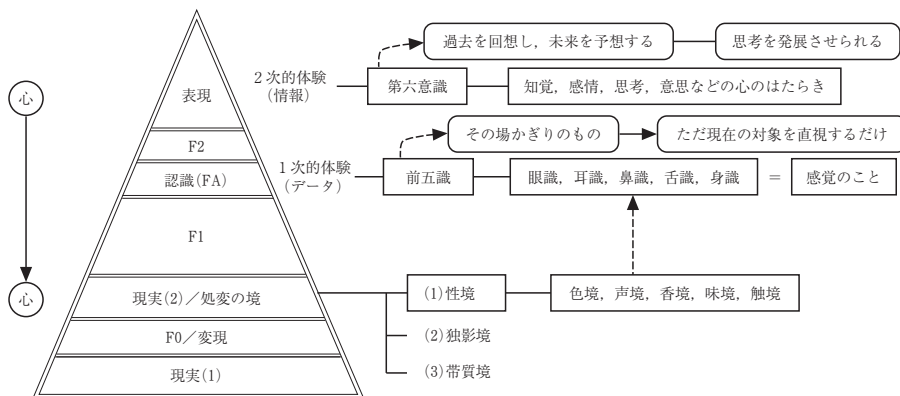 過去を回想し，未来を予想する
思考を発展させられる
2次的体験
（情報）
第六意識
知覚，感情，思考，意思などの心のはたらき
心
表現
その場かぎりのもの
ただ現在の対象を直視するだけ
F2
1次的体験
（データ）
前五識
眼識，耳識，鼻識，舌識，身識
＝
感覚のこと
認識(FA)
F1
心
現実(2)／処変の境
(1)性境
色境，声境，香境，味境，触境
F0／変現
(2)独影境
現実(1)
(3)帯質境